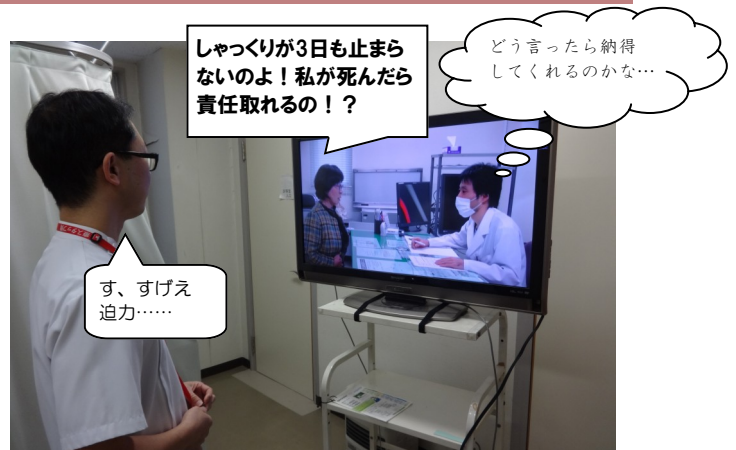 しゃっくりが3日も止まら
ないのよ！私が死んだら
責任取れるの！？
どう言ったら納得
してくれるのかな…
す、すげえ
迫力……